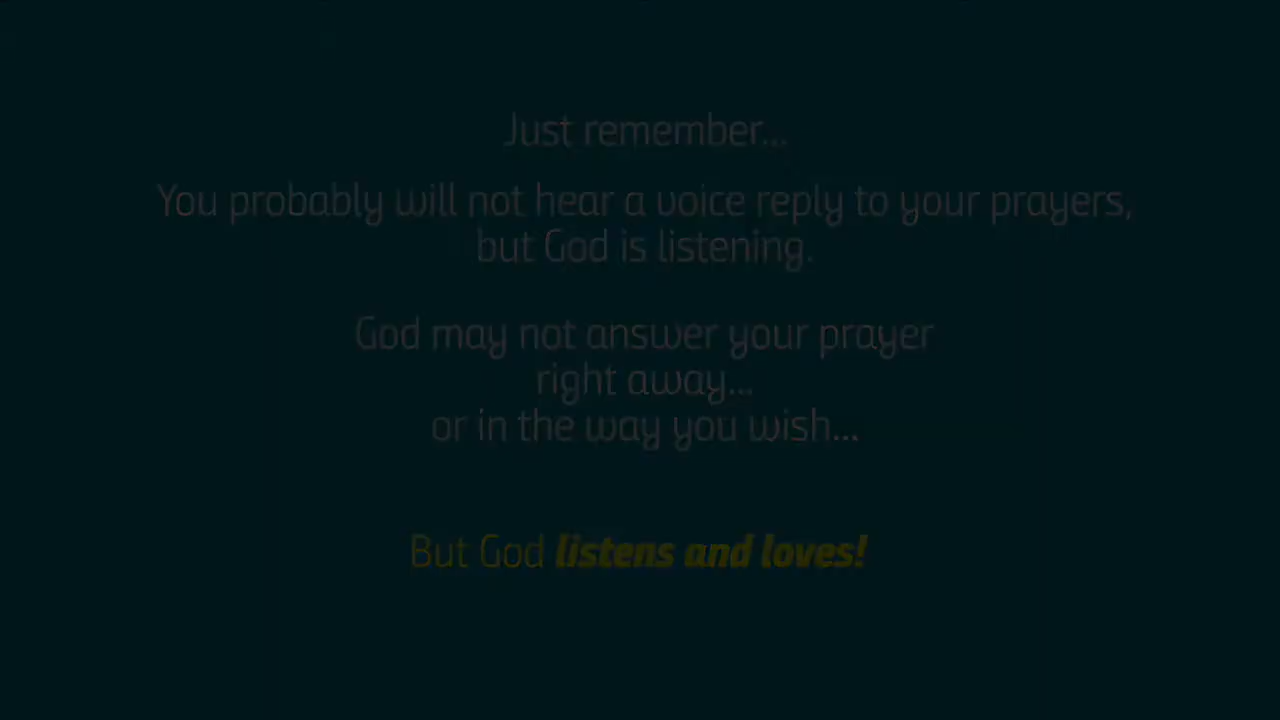 Just remember...
You probably will not hear a voice reply to your prayers,
but God is listening.
God may not answer your prayer
right away...
or in the way you wish...
But God listens and loves!